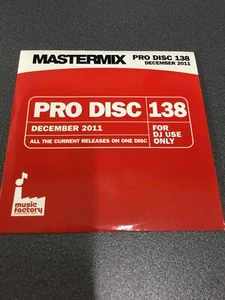 MASTERMIX
PRO DISC 138
DECEMBER 2011
PRO DISC 138
DECEMBER 2011
ALL THE CURRENT RELEASES ON ONE DISC
FOR
DJ USE
ONLY
music
factory